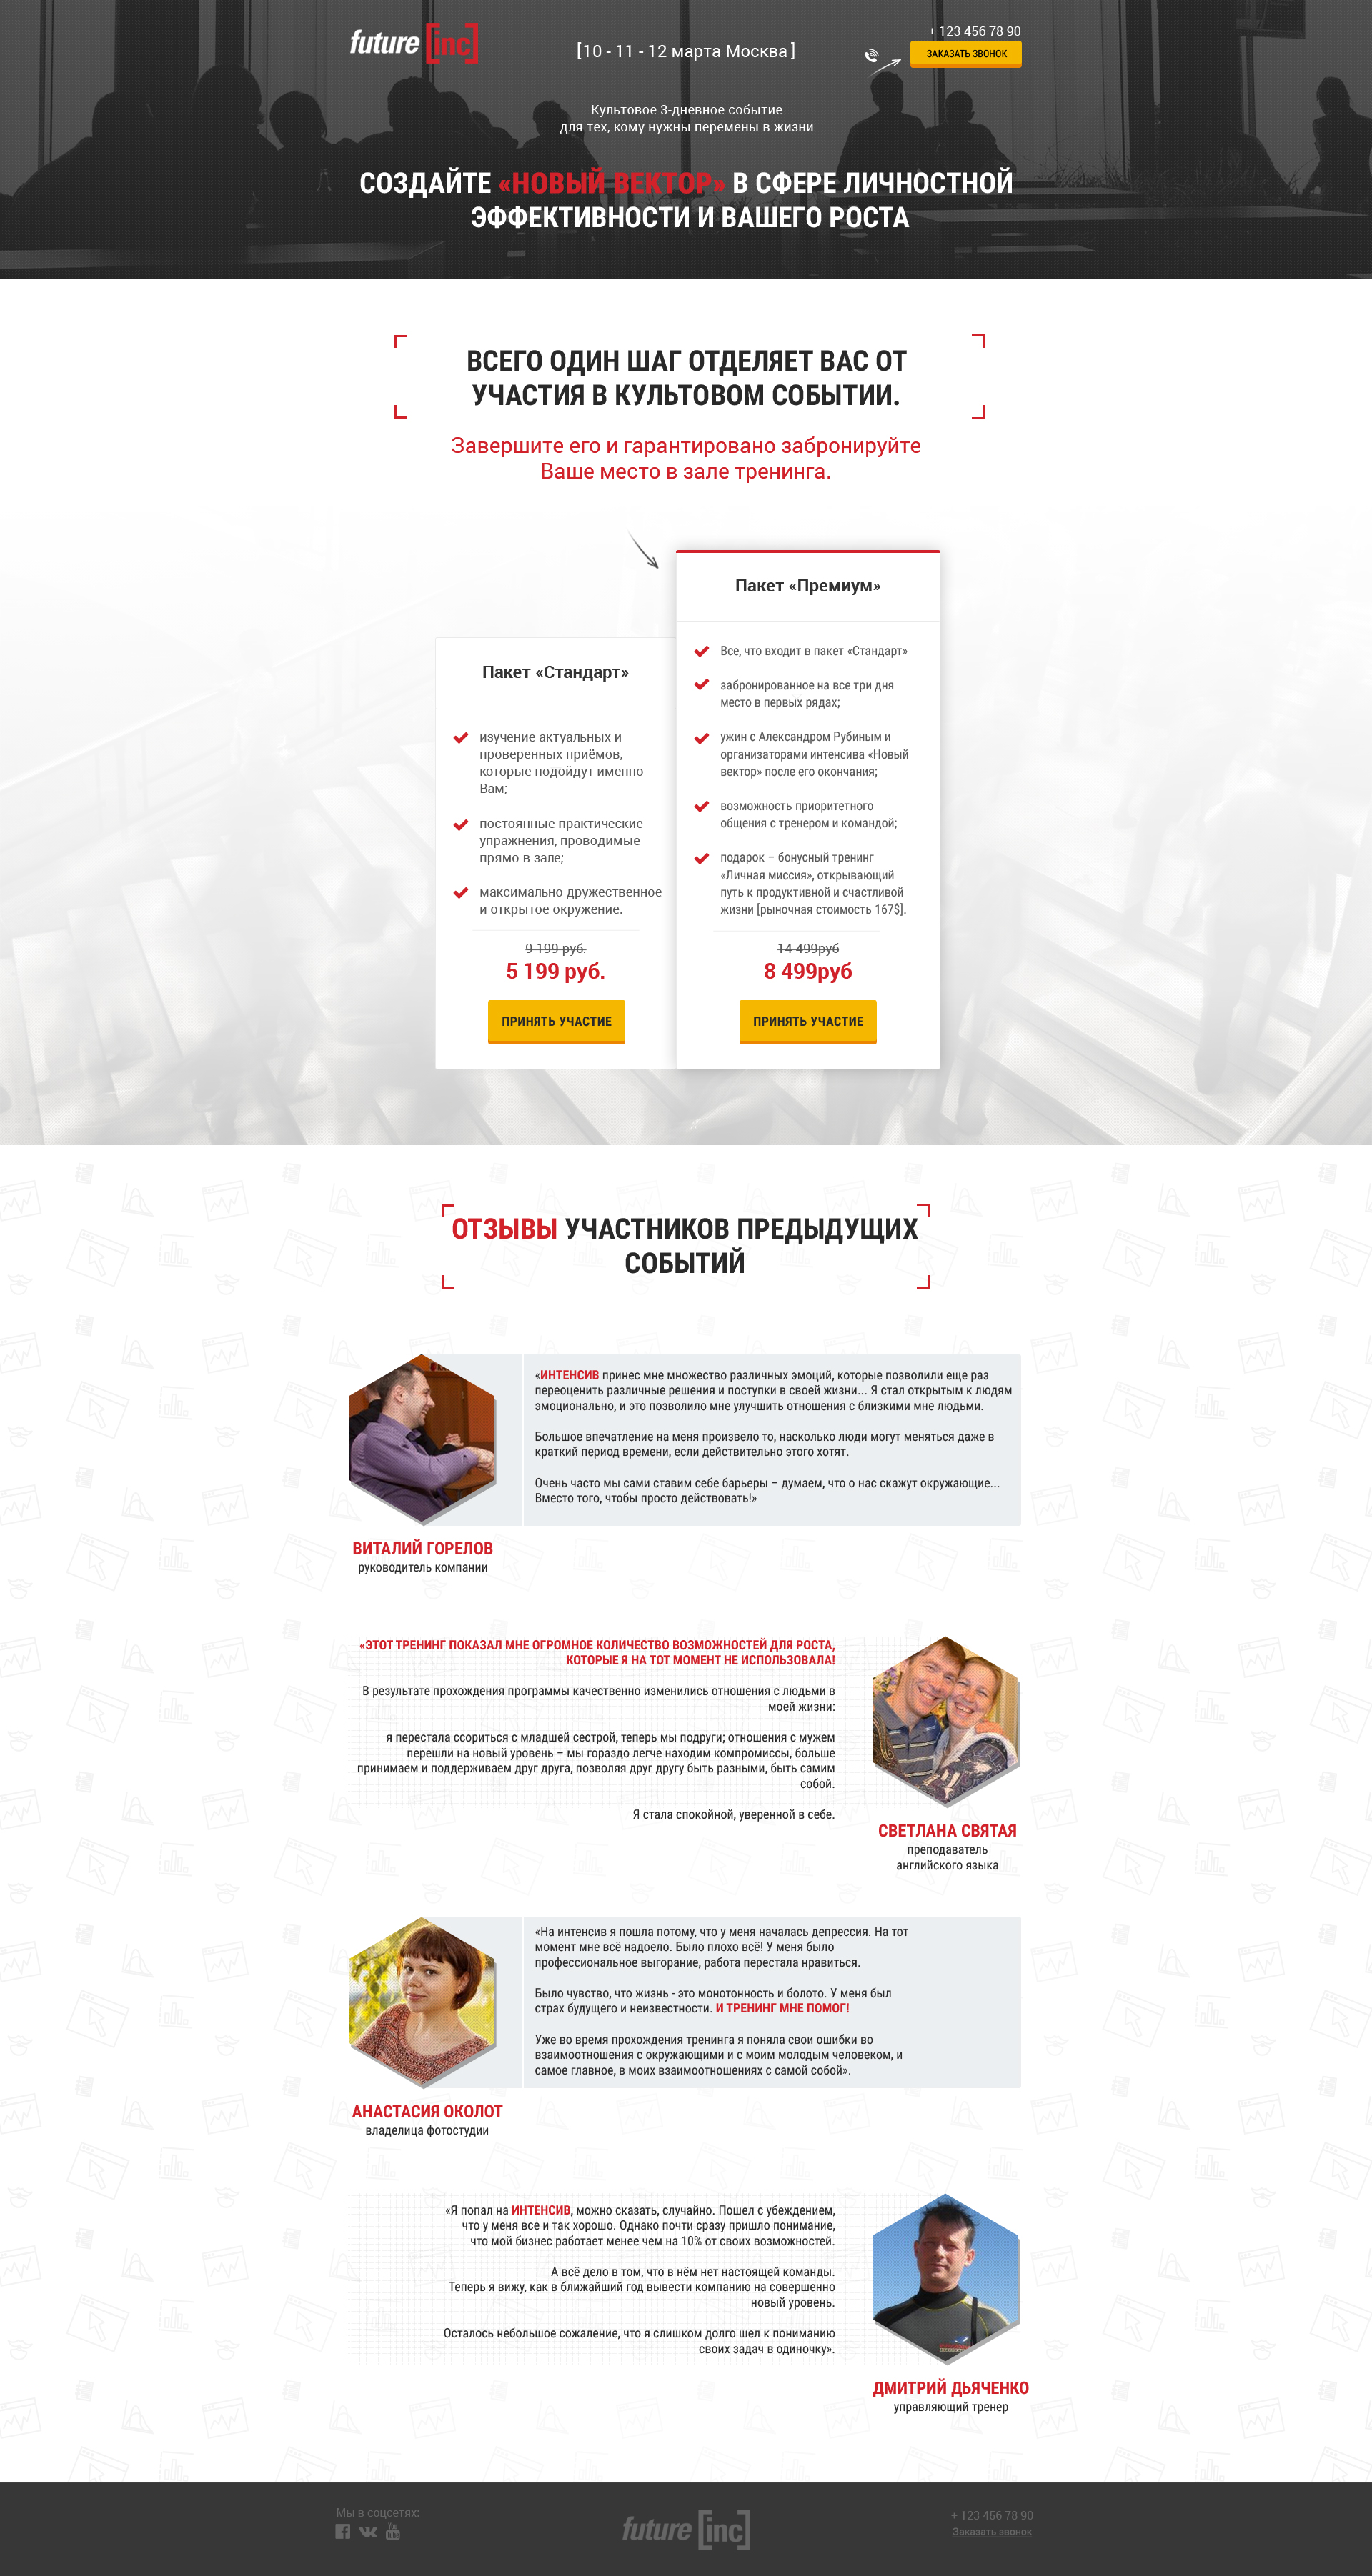 future [inc]
[10 - 11 - 12 марта Москва ]
+ 123 456 78 90
ЗАКАЗАТЬ ЗВОНОК
Культовое 3-дневное событие
для тех, кому нужны перемены в жизни
СОЗДАЙТЕ «НОВЫЙ ВЕКТОР» В СФЕРЕ ЛИЧНОСТНОЙ
ЭФФЕКТИВНОСТИ И ВАШЕГО РОСТА
ВСЕГО ОДИН ШАГ ОТДЕЛЯЕТ ВАС ОТ
УЧАСТИЯ В КУЛЬТОВОМ СОБЫТИИ.
Завершите его и гарантировано забронируйте
Ваше место в зале тренинга.
Пакет «Стандарт»
изучение актуальных и
проверенных приёмов,
которые подойдут именно
Вам;
постоянные практические
упражнения, проводимые
прямо в зале;
максимально дружественное
и открытое окружение.
9 199 руб.
5 199 руб.
ПРИНЯТЬ УЧАСТИЕ
Пакет «Премиум»
Все, что входит в пакет «Стандарт»
забронированное на все три дня
место в первых рядах;
ужин с Александром Рубиным и
организаторами интенсива «Новый
вектор» после его окончания;
возможность приоритетного
общения с тренером и командой;
подарок – бонусный тренинг
«Личная миссия», открывающий
путь к продуктивной и счастливой
жизни [рыночная стоимость 167$].
14 499руб
8 499руб
ПРИНЯТЬ УЧАСТИЕ
ОТЗЫВЫ УЧАСТНИКОВ ПРЕДЫДУЩИХ
СОБЫТИЙ
«ИНТЕНСИВ принес мне множество различных эмоций, которые позволили еще раз
переоценить различные решения и поступки в своей жизни... Я стал открытым к людям
эмоционально, и это позволило мне улучшить отношения с близкими мне людьми.
Большое впечатление на меня произвело то, насколько люди могут меняться даже в
краткий период времени, если действительно этого хотят.
Очень часто мы сами ставим себе барьеры – думаем, что о нас скажут окружающие...
Вместо того, чтобы просто действовать!»
ВИТАЛИЙ ГОРЕЛОВ
руководитель компании
«ЭТОТ ТРЕНИНГ ПОКАЗАЛ МНЕ ОГРОМНОЕ КОЛИЧЕСТВО ВОЗМОЖНОСТЕЙ ДЛЯ РОСТА,
КОТОРЫЕ Я НА ТОТ МОМЕНТ НЕ ИСПОЛЬЗОВАЛА!
В результате прохождения программы качественно изменились отношения с людьми в
моей жизни:
я перестала ссориться с младшей сестрой, теперь мы подруги; отношения с мужем
перешли на новый уровень – мы гораздо легче находим компромиссы, больше
принимаем и поддерживаем друг друга, позволяя друг другу быть разными, быть самим
собой.
Я стала спокойной, уверенной в себе.
СВЕТЛАНА СВЯТАЯ
преподаватель
английского языка
«На интенсив я пошла потому, что у меня началась депрессия. На тот
момент мне всё надоело. Было плохо всё! У меня было
профессиональное выгорание, работа перестала нравиться.
Было чувство, что жизнь - это монотонность и болото. У меня был
страх будущего и неизвестности. И ТРЕНИНГ МНЕ ПОМОГ!
Уже во время прохождения тренинга я поняла свои ошибки во
взаимоотношения с окружающими и с моим молодым человеком, и
самое главное, в моих взаимоотношениях с самой собой».
АНАСТАСИЯ ОКОЛОТ
владелица фотостудии
«Я попал на ИНТЕНСИВ, можно сказать, случайно. Пошел с убеждением,
что у меня все и так хорошо. Однако почти сразу пришло понимание,
что мой бизнес работает менее чем на 10% от своих возможностей.
А всё дело в том, что в нём нет настоящей команды.
Теперь я вижу, как в ближайший год вывести компанию на совершенно
новый уровень.
Осталось небольшое сожаление, что я слишком долго шел к пониманию
своих задач в одиночку».
ДМИТРИЙ ДЬЯЧЕНКО
управляющий тренер
Мы в соцсетях:
You Tube
future [inc]
+ 123 456 78 90
Заказать звонок